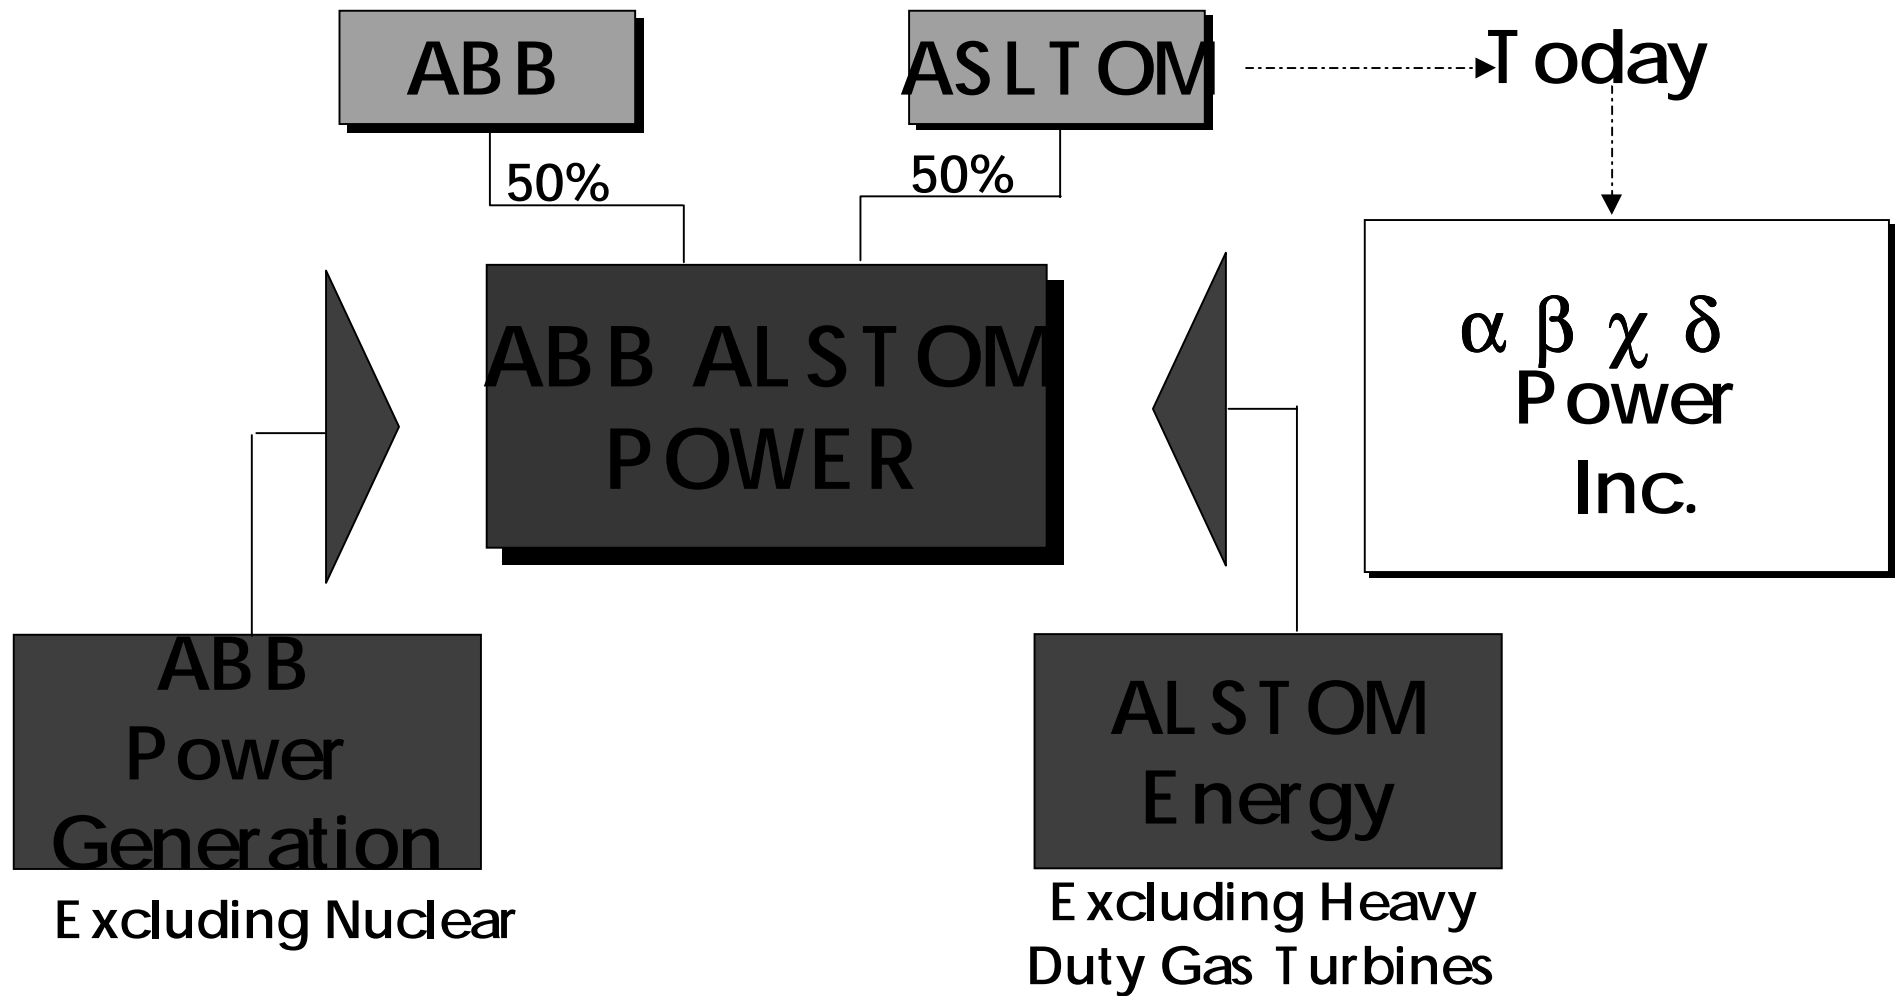 ABB
ASLTOM
Today
50%
50%
ABB ALSTOM
POWER
α β χ δ
Power
Inc.
ABB
Power
Generation
Excluding Nuclear
ALSTOM
Energy
Excluding Heavy
Duty Gas Turbines